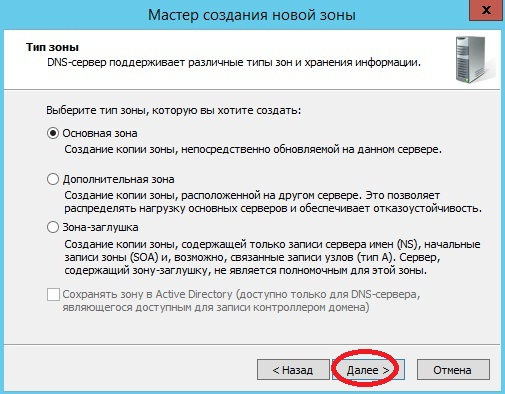 Мастер создания новой зоны
x
Тип зоны
DNS-сервер поддерживает различные типы зон и хранения информации.
Выберите тип зоны, которую вы хотите создать:
Основная зона
Создание копии зоны, непосредственно обновляемой на данном сервере.
Дополнительная зона
Создание копии зоны, расположенной на другом сервере. Это позволяет
распределять нагрузку основных серверов и обеспечивает отказоустойчивость.
Зона-заглушка
Создание копии зоны, содержащей только записи сервера имен (NS), начальные
записи зоны (SOA) и, возможно, связанные записи узлов (тип A). Сервер,
содержащий зону-заглушку, не является полномочным для этой зоны.
Сохранять зону в Active Directory (доступно только для DNS-сервера,
являющегося доступным для записи контроллером домена)
< Назад
Далее >
Отмена